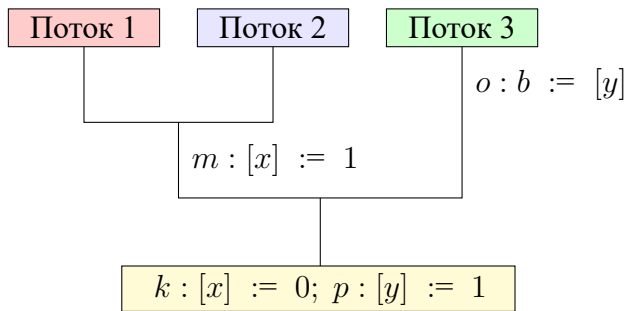 Поток 1 Поток 2 Поток 3
o : b := [y]
m : [x] := 1
k : [x] := 0; p : [y] := 1